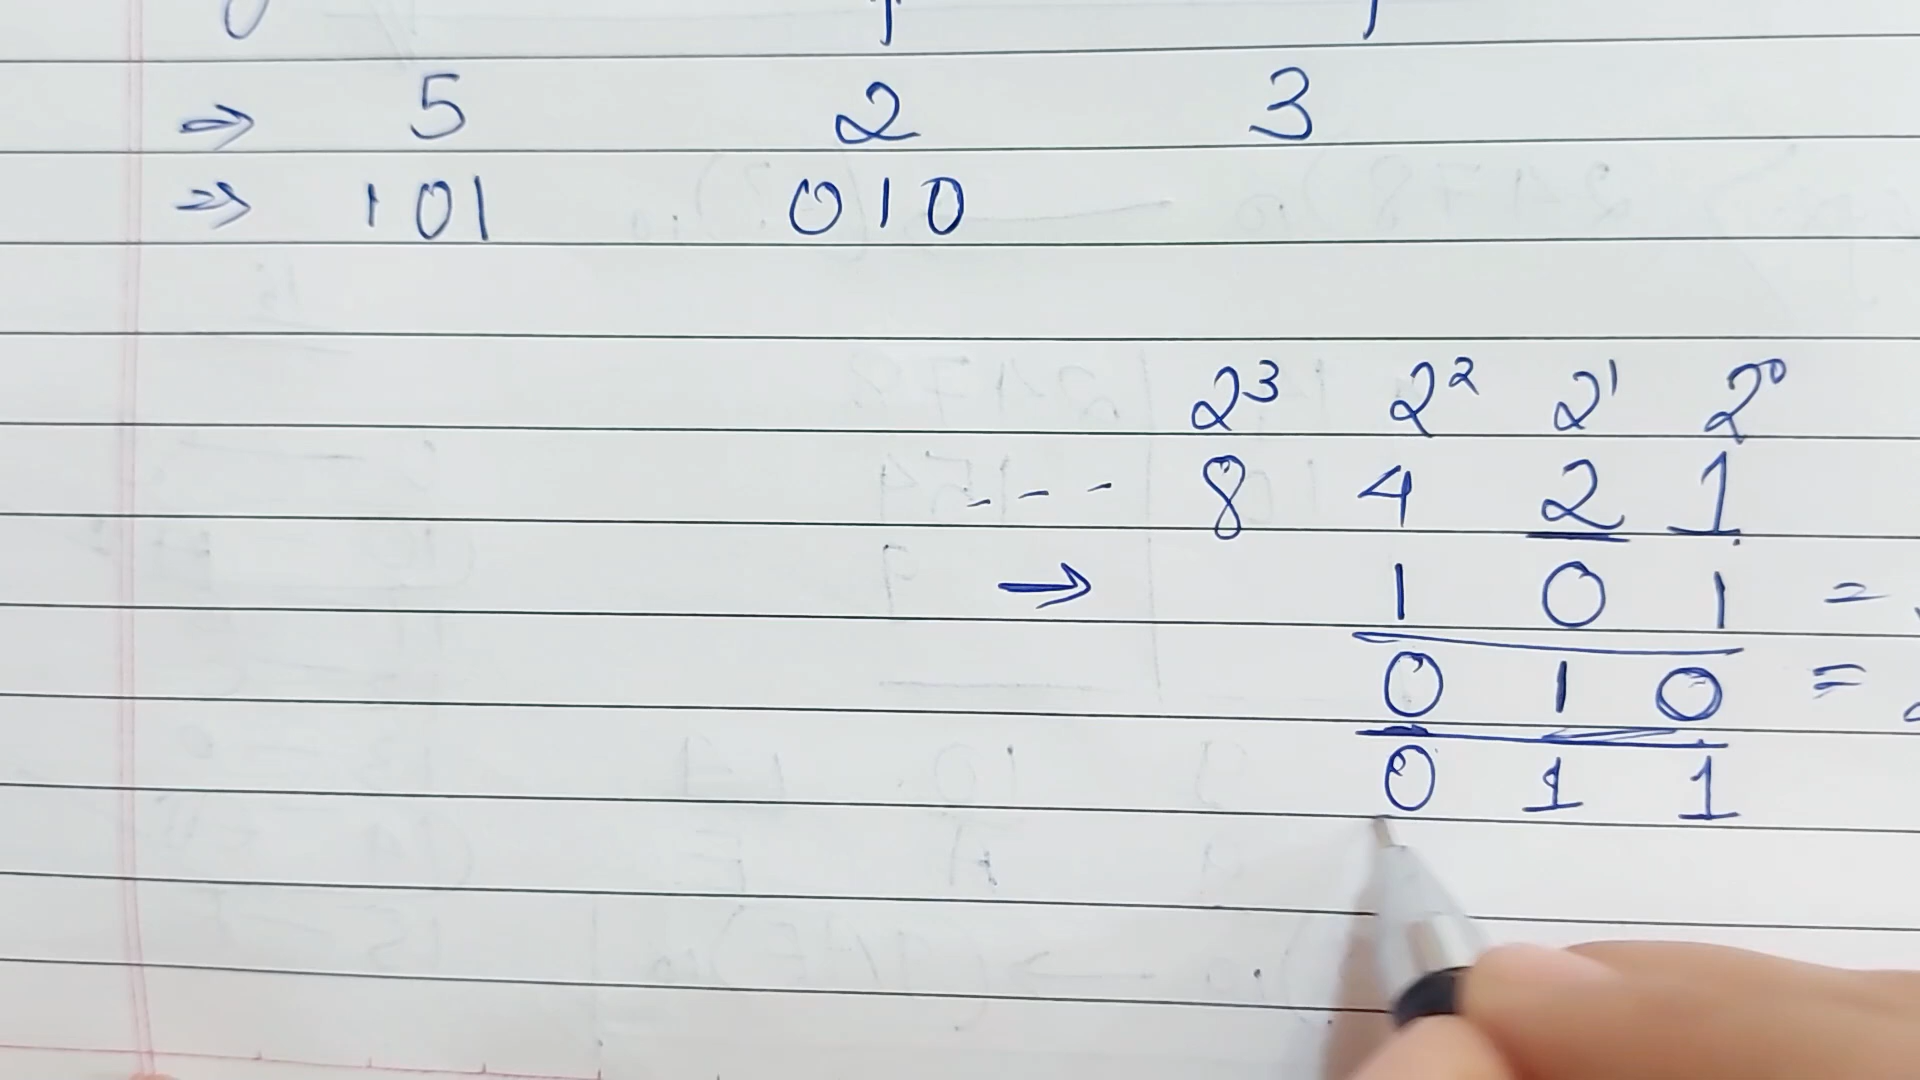 ⇒ 5 2 3
⇒ 101 010
2³ 2² 2¹ 2⁰
--- 8 4 2 1
→ 1 0 1 =
0 1 0 =
0 1 1